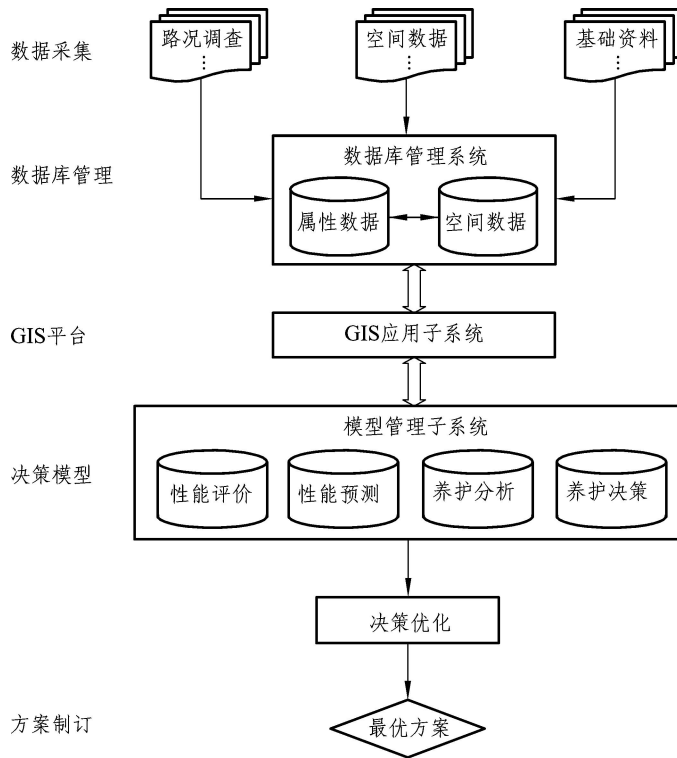 数据采集
路况调查
⋮
空间数据
⋮
基础资料
⋮
数据库管理
数据库管理系统
属性数据
空间数据
GIS平台
GIS应用子系统
决策模型
模型管理子系统
性能评价
性能预测
养护分析
养护决策
决策优化
方案制订
最优方案